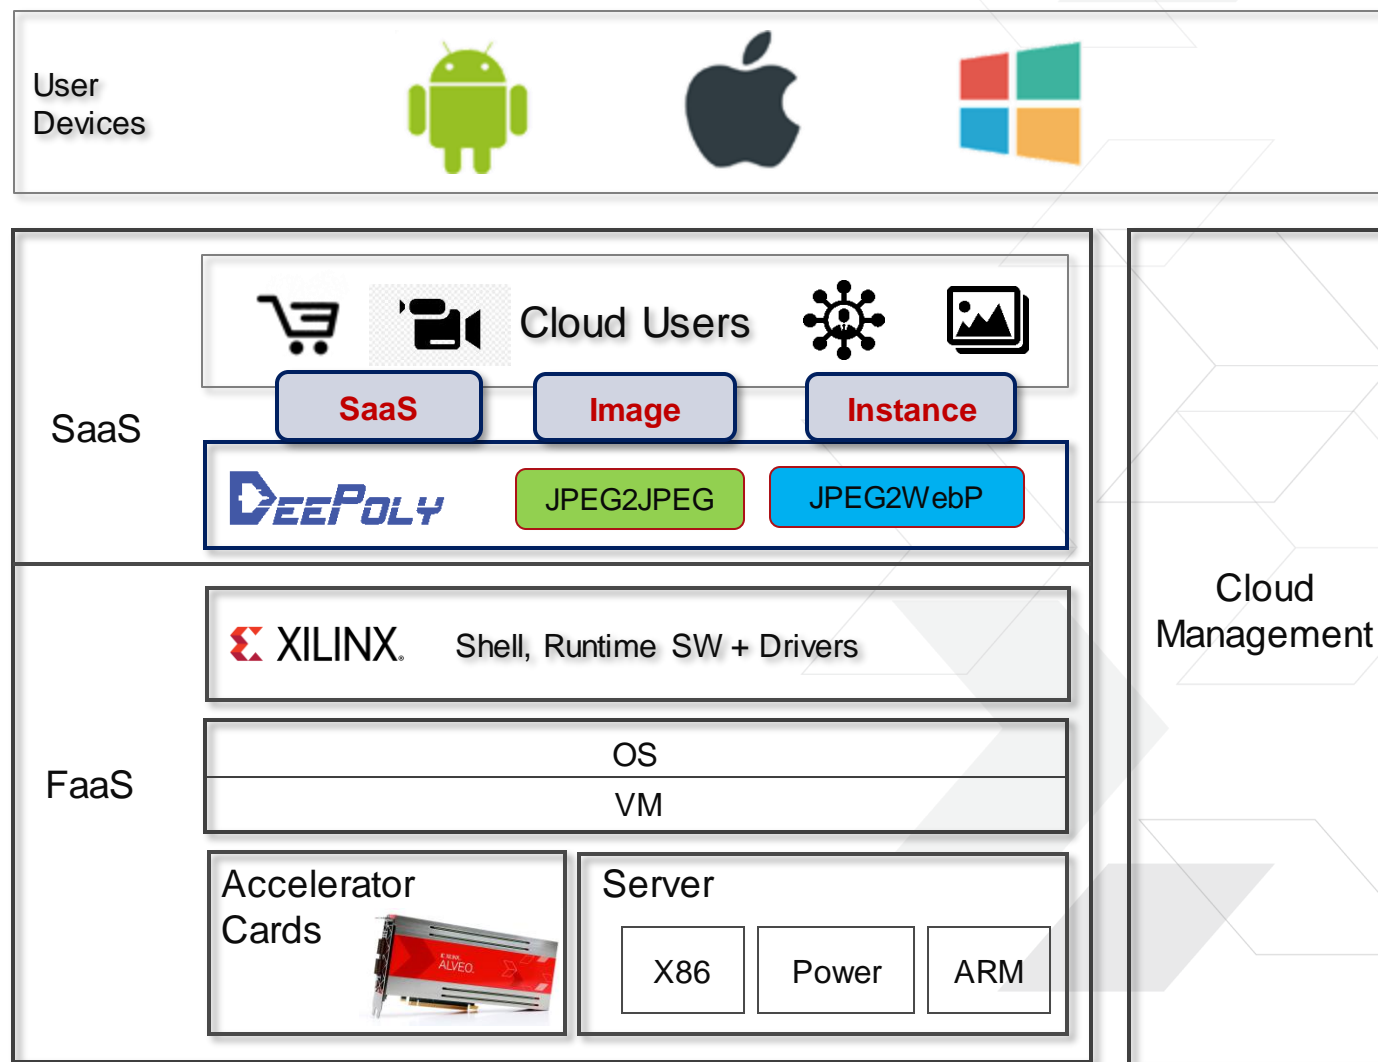 User
Devices
Cloud Users
SaaS
Image
Instance
SaaS
DEEPOLY
JPEG2JPEG
JPEG2WebP
XILINX.
Shell, Runtime SW + Drivers
Cloud
Management
OS
VM
FaaS
Accelerator
Cards
XILINX
ALVEO.
Server
X86
Power
ARM